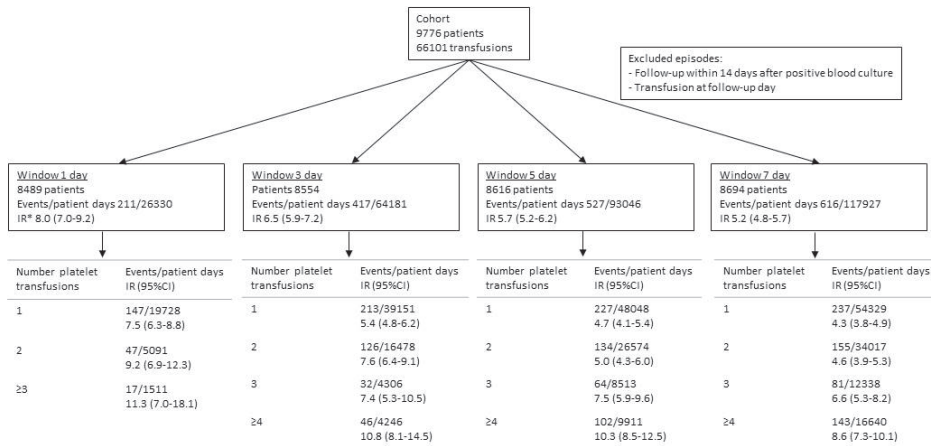 Cohort
9776 patients
66101 transfusions
Excluded episodes:
- Follow-up within 14 days after positive blood culture
- Transfusion at follow-up day
Window 1 day
8489 patients
Events/patient days 211/26330
IR* 8.0 (7.0-9.2)
Window 3 day
Patients 8554
Events/patient days 417/64181
IR 6.5 (5.9-7.2)
Window 5 day
8616 patients
Events/patient days 527/93046
IR 5.7 (5.2-6.2)
Window 7 day
8694 patients
Events/patient days 616/117927
IR 5.2 (4.8-5.7)
Number platelet transfusions
Events/patient days
IR (95%CI)
1
147/19728
7.5 (6.3-8.8)
2
47/5091
9.2 (6.9-12.3)
≥3
17/1511
11.3 (7.0-18.1)
Number platelet transfusions
Events/patient days
IR (95%CI)
1
213/39151
5.4 (4.8-6.2)
2
126/16478
7.6 (6.4-9.1)
3
32/4306
7.4 (5.3-10.5)
≥4
46/4246
10.8 (8.1-14.5)
Number platelet transfusions
Events/patient days
IR (95%CI)
1
227/48048
4.7 (4.1-5.4)
2
134/26574
5.0 (4.3-6.0)
3
64/8513
7.5 (5.9-9.6)
≥4
102/9911
10.3 (8.5-12.5)
Number platelet transfusions
Events/patient days
IR (95%CI)
1
237/54329
4.3 (3.8-4.9)
2
155/34017
4.6 (3.9-5.3)
3
81/12338
6.6 (5.3-8.2)
≥4
143/16640
8.6 (7.3-10.1)